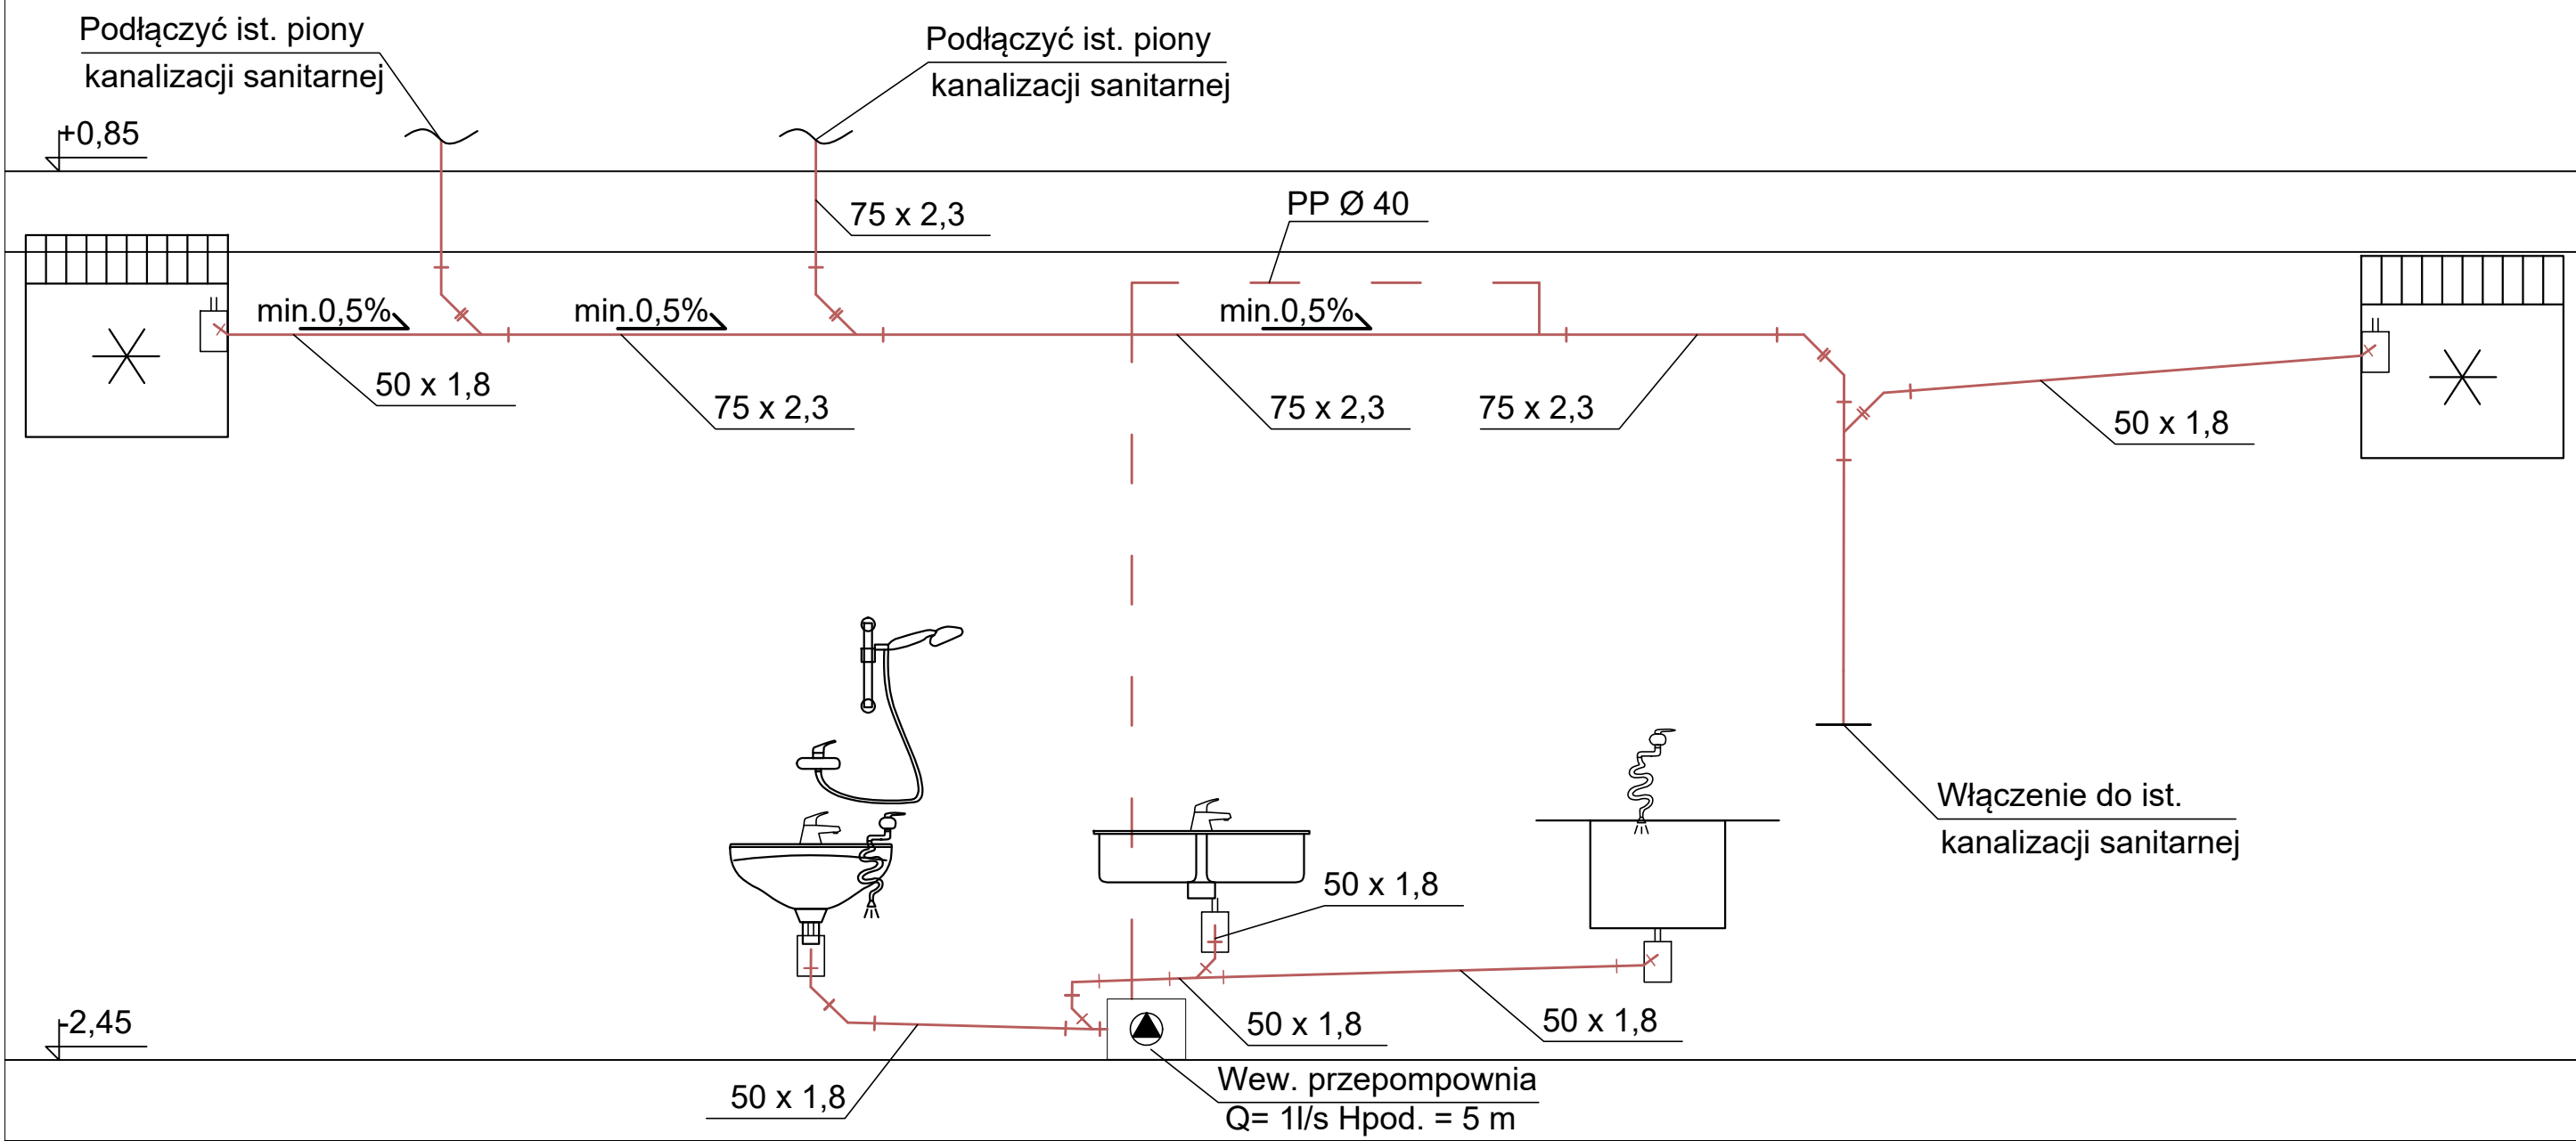 Podłączyć ist. piony
kanalizacji sanitarnej
Podłączyć ist. piony
kanalizacji sanitarnej
+0,85
75 x 2,3
PP Ø 40
min.0,5%
min.0,5%
min.0,5%
50 x 1,8
75 x 2,3
75 x 2,3
75 x 2,3
50 x 1,8
Włączenie do ist.
kanalizacji sanitarnej
50 x 1,8
-2,45
50 x 1,8
50 x 1,8
50 x 1,8
Wew. przepompownia
Q= 1l/s Hpod. = 5 m